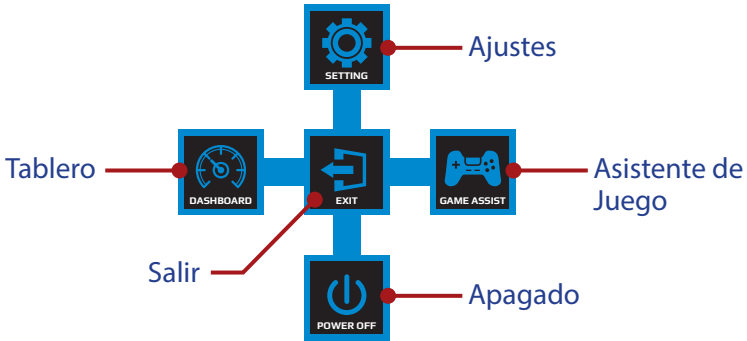 SETTING
Ajustes
Tablero
DASHBOARD
EXIT
GAME ASSIST
Asistente de
Juego
Salir
POWER OFF
Apagado